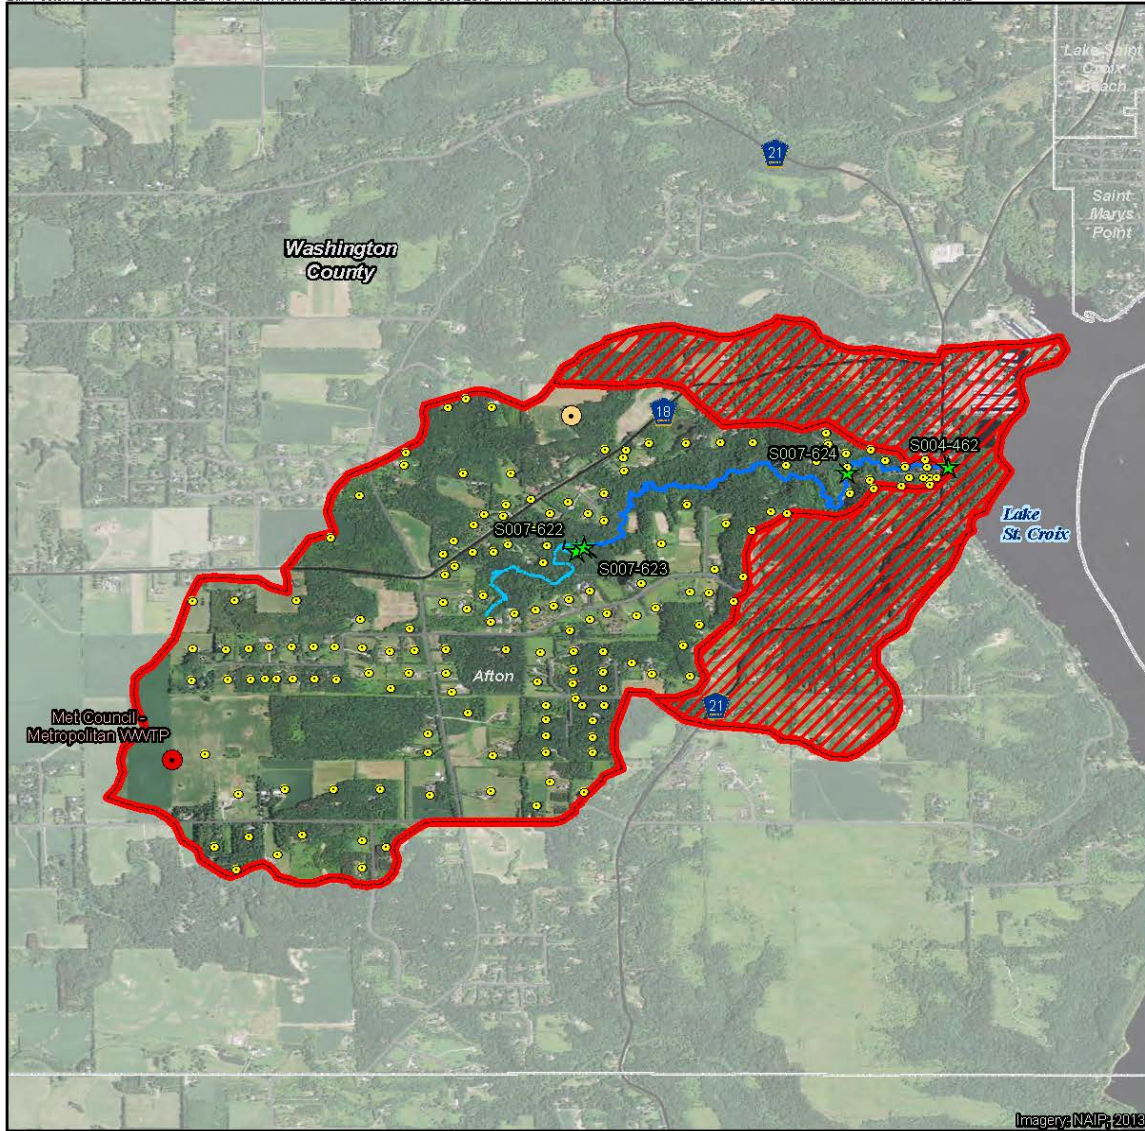 Lake Saint
Croix
Beach
21
Saint
Marys
Point
Washington
County
18
S004-462
S007-624
Lake
St. Croix
S007-622
S007-623
Afton
21
Met Council -
Metropolitan WWTP
Imagery: NAIP, 2013